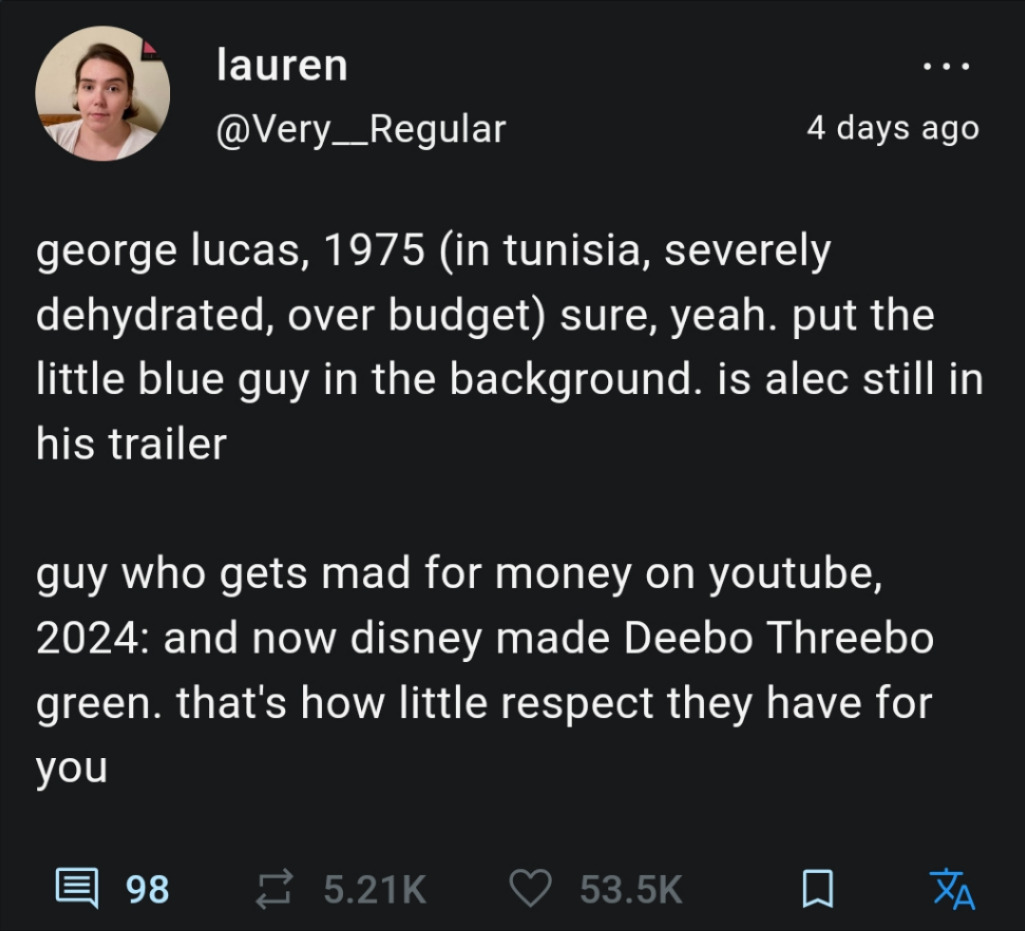 lauren
...
@Very__Regular
4 days ago
george lucas, 1975 (in tunisia, severely
dehydrated, over budget) sure, yeah. put the
little blue guy in the background. is alec still in
his trailer
guy who gets mad for money on youtube,
2024: and now disney made Deebo Threebo
green. that's how little respect they have for
you
98
5.21K
53.5K